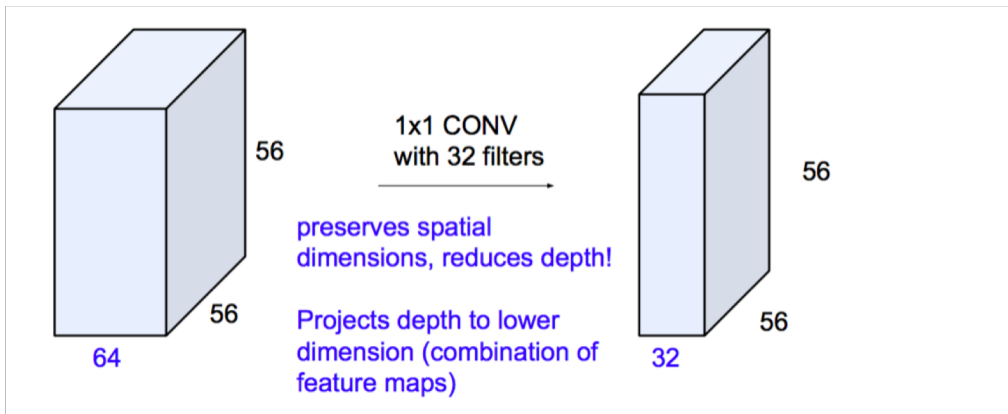 56
56
64
1x1 CONV
with 32 filters
preserves spatial
dimensions, reduces depth!
Projects depth to lower
dimension (combination of
feature maps)
56
56
32